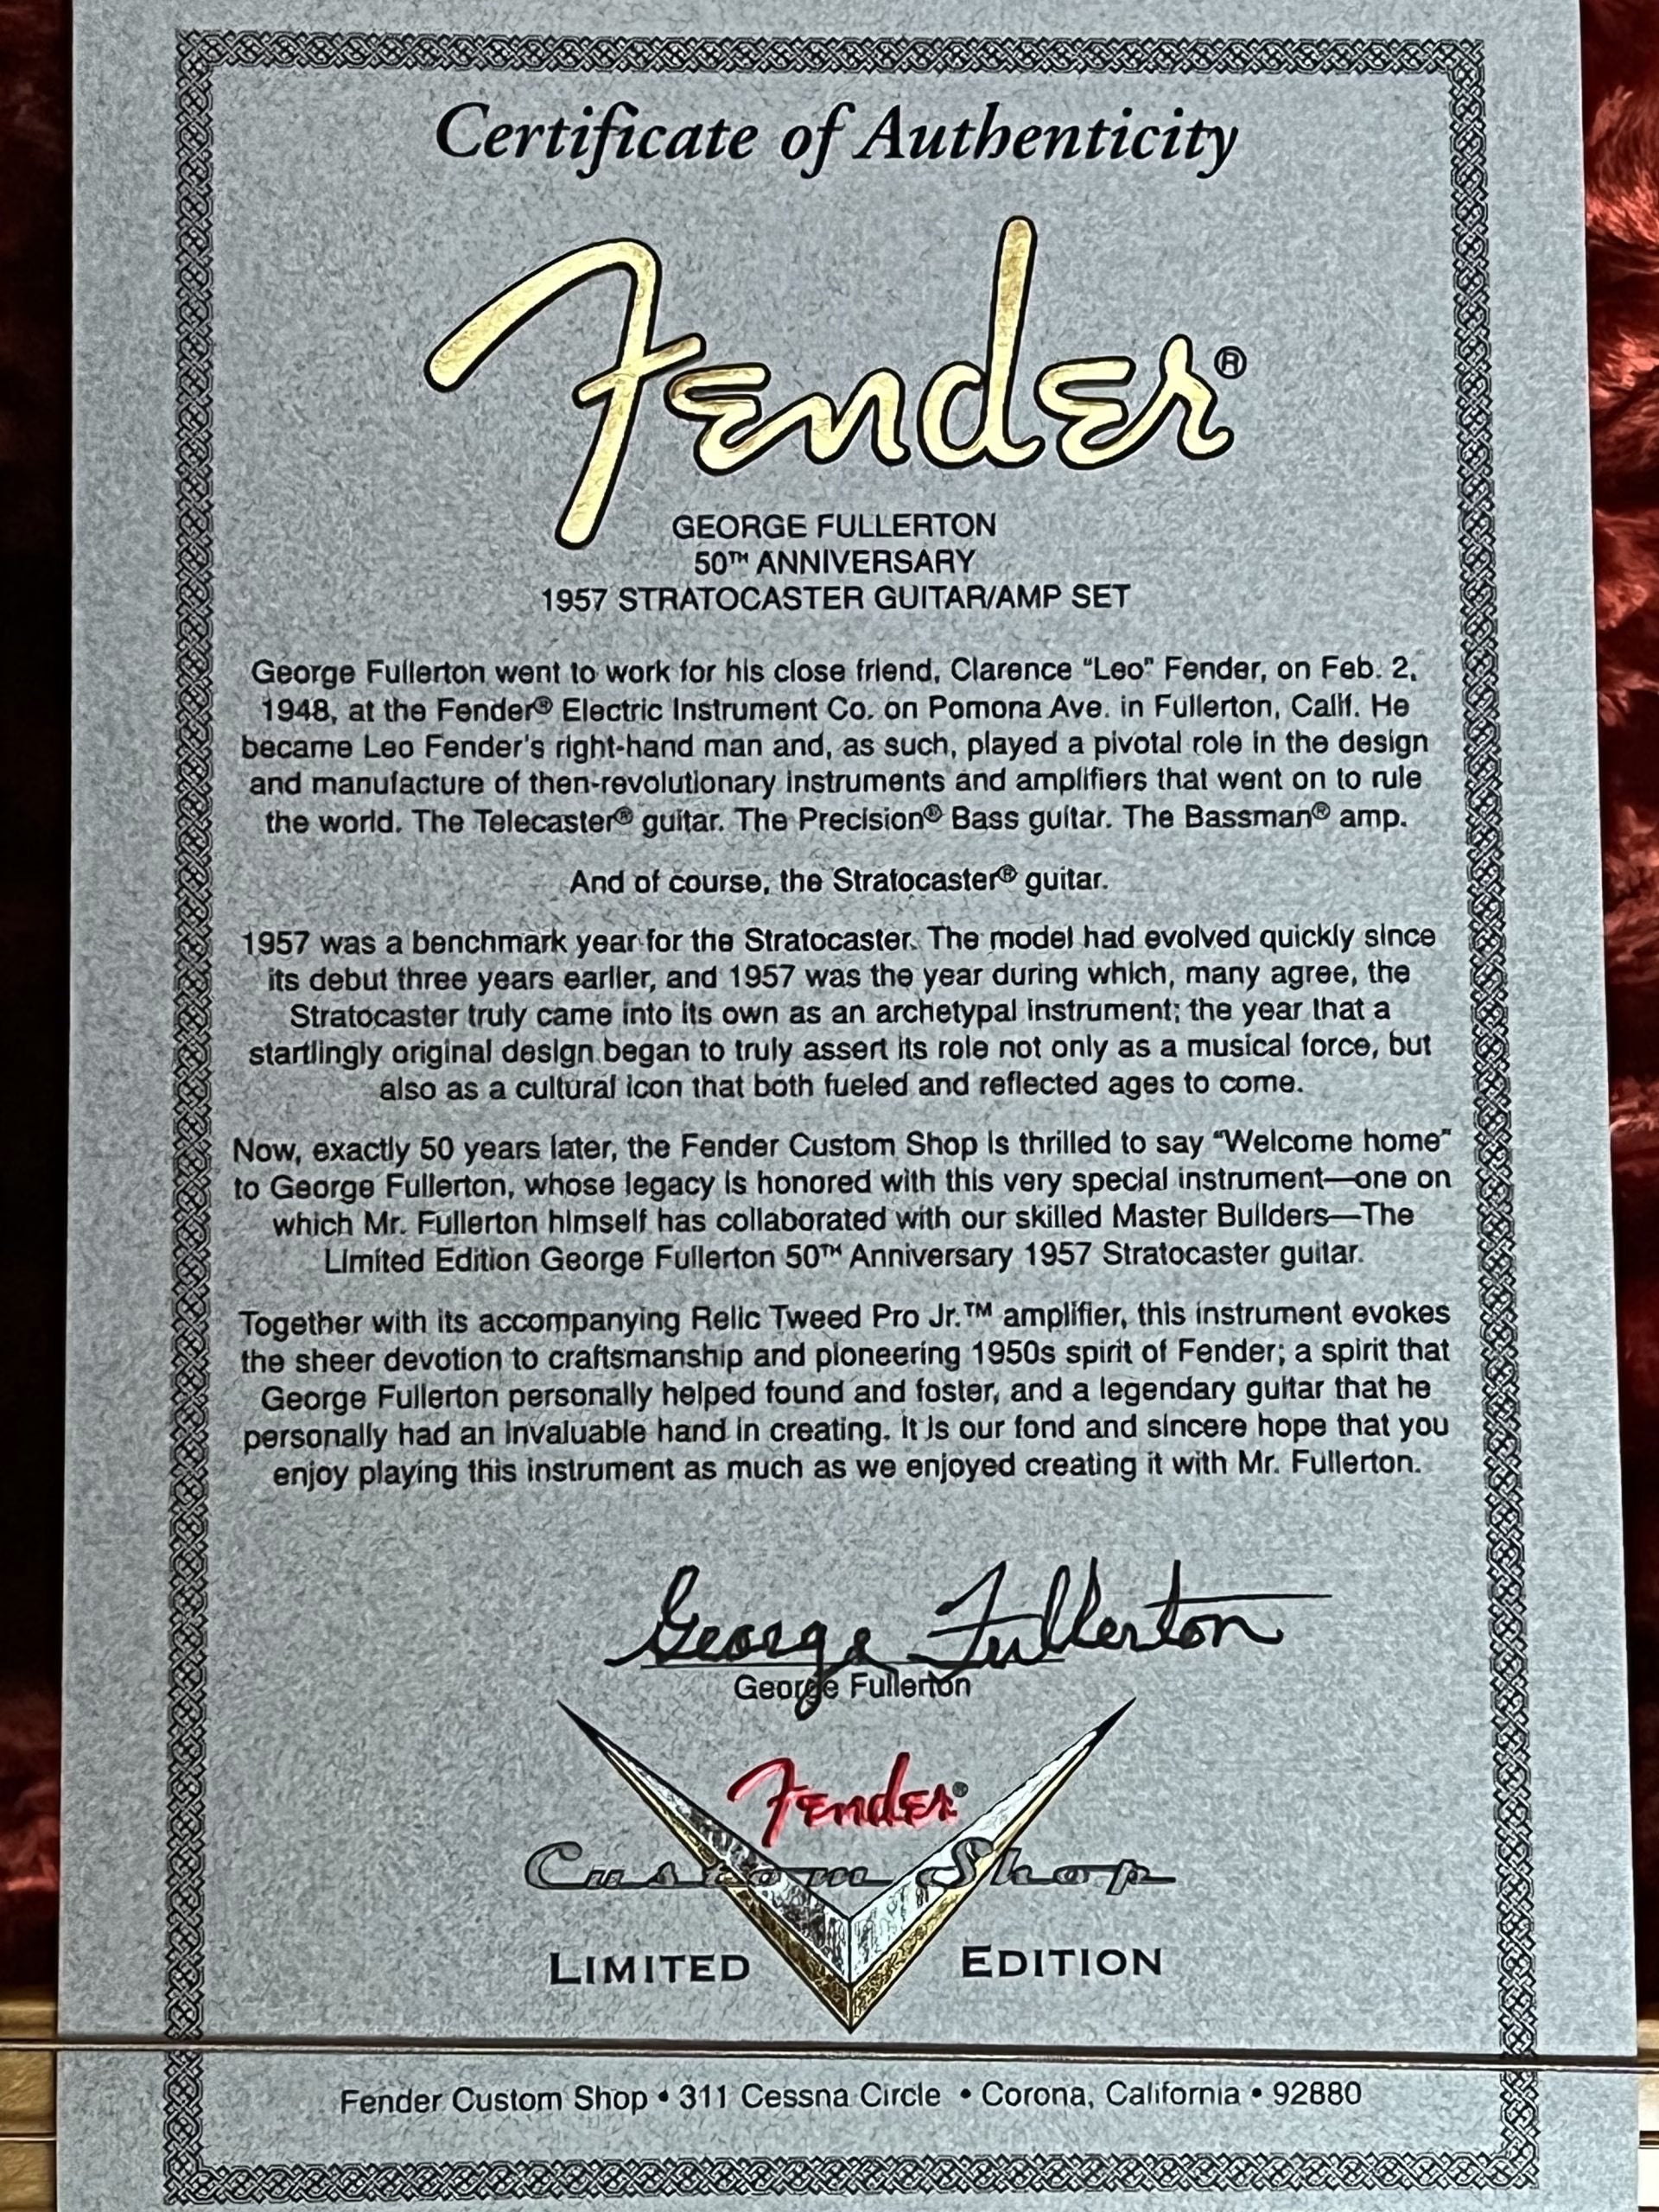 Certificate of Authenticity
Fender®
GEORGE FULLERTON
50TH ANNIVERSARY
1957 STRATOCASTER GUITAR/AMP SET
George Fullerton went to work for his close friend, Clarence “Leo” Fender, on Feb. 2,
1948, at the Fender® Electric Instrument Co. on Pomona Ave. in Fullerton, Calif. He
became Leo Fender's right-hand man and, as such, played a pivotal role in the design
and manufacture of then-revolutionary instruments and amplifiers that went on to rule
the world. The Telecaster® guitar. The Precision® Bass guitar. The Bassman® amp.
And of course, the Stratocaster® guitar.
1957 was a benchmark year for the Stratocaster. The model had evolved quickly since
its debut three years earlier, and 1957 was the year during which, many agree, the
Stratocaster truly came into its own as an archetypal instrument; the year that a
startlingly original design began to truly assert its role not only as a musical force, but
also as a cultural icon that both fueled and reflected ages to come.
Now, exactly 50 years later, the Fender Custom Shop is thrilled to say “Welcome home”
to George Fullerton, whose legacy is honored with this very special instrument—one on
which Mr. Fullerton himself has collaborated with our skilled Master Builders—The
Limited Edition George Fullerton 50TH Anniversary 1957 Stratocaster guitar.
Together with its accompanying Relic Tweed Pro Jr.™ amplifier, this instrument evokes
the sheer devotion to craftsmanship and pioneering 1950s spirit of Fender; a spirit that
George Fullerton personally helped found and foster, and a legendary guitar that he
personally had an invaluable hand in creating. It is our fond and sincere hope that you
enjoy playing this instrument as much as we enjoyed creating it with Mr. Fullerton.
George Fullerton
George Fullerton
Fender®
Custom Shop
LIMITED EDITION
Fender Custom Shop • 311 Cessna Circle • Corona, California • 92880